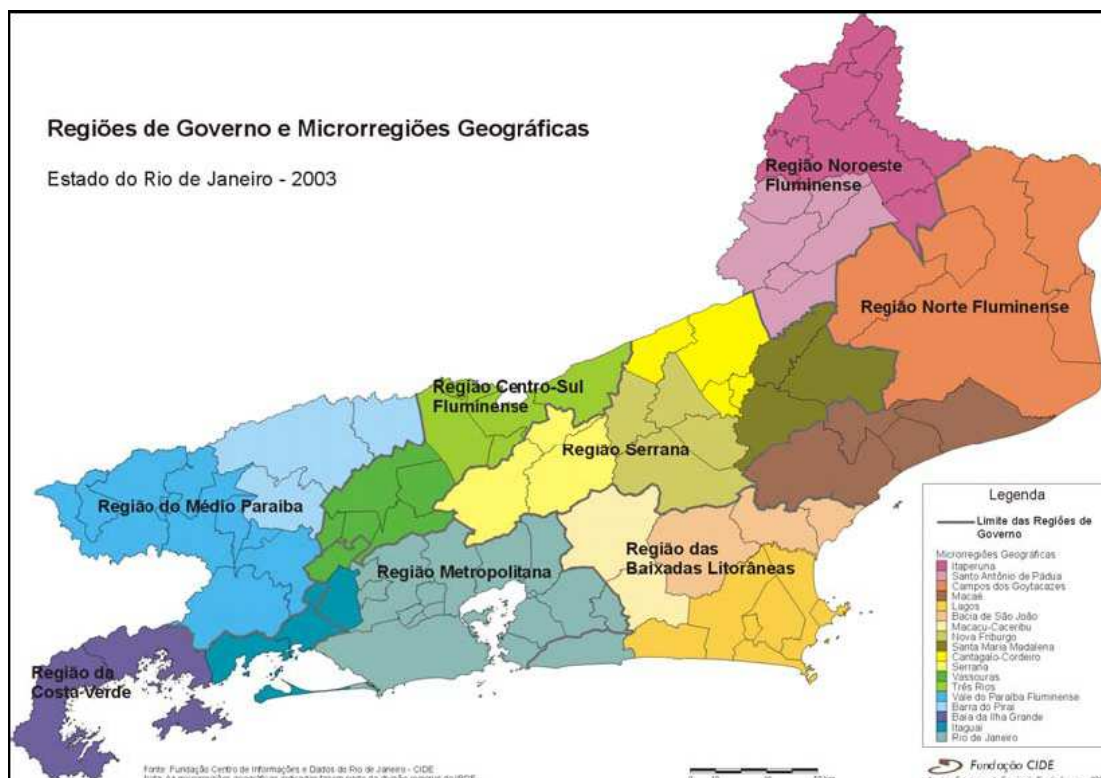 Regiões de Governo e Microrregiões Geográficas
Estado do Rio de Janeiro - 2003
Região Noroeste
Fluminense
Região Norte Fluminense
Região Centro-Sul
Fluminense
Região Serrana
Região do Médio Paraiba
Região das
Baixadas Litorâneas
Região Metropolitana
Região da
Costa-Verde
Legenda
Limite das Regiões de
Governo
Microrregiões Geográficas
Itaperuna
Santo Antônio de Pádua
Campos dos Goytacazes
Macaé
Lagos
Bacia de São João
Macacu-Caceribu
Nova Friburgo
Santa Maria Madalena
Cantagalo-Cordeiro
Serrana
Vassouras
Três Rios
Vale do Paraiba Fluminense
Barra do Pirai
Baia da Ilha Grande
Itaguai
Rio de Janeiro
Fonte: Fundação Centro de Informações e Dados do Rio de Janeiro - CIDE
Fundação CIDE